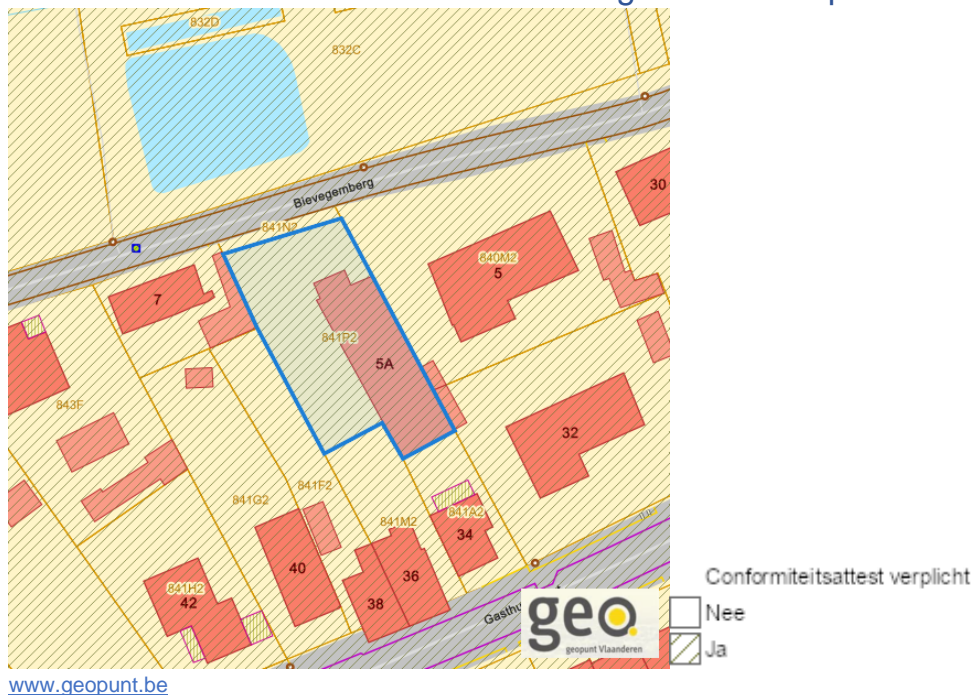 832D
832C
Bievegemberg
30
841N2
840M2
5
7
841P2
5A
843F
32
841G2
841F2
841M2
841A2
34
40
36
841H2
42
38
geo.
geopunt Vlaanderen
Conformiteitsattest verplicht
Nee
Ja
www.geopunt.be